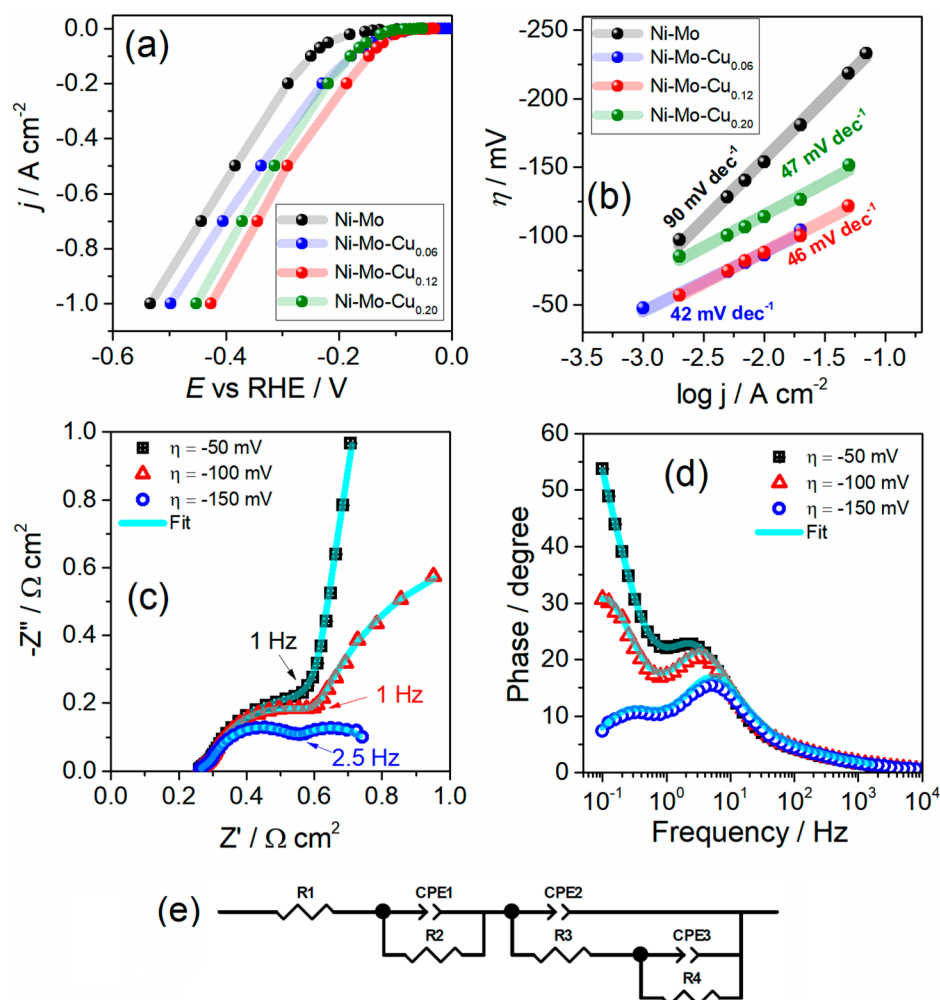 (a)
0.0
-0.2
-0.4
-0.6
-0.8
-1.0
j / A cm⁻²
-0.6
-0.4
-0.2
0.0
E vs RHE / V
Ni-Mo
Ni-Mo-Cu₀.₀₆
Ni-Mo-Cu₀.₁₂
Ni-Mo-Cu₀.₂₀
(b)
-250
-200
-150
-100
-50
η / mV
-3.5
-3.0
-2.5
-2.0
-1.5
-1.0
log j / A cm⁻²
Ni-Mo
Ni-Mo-Cu₀.₀₆
Ni-Mo-Cu₀.₁₂
Ni-Mo-Cu₀.₂₀
90 mV dec⁻¹
47 mV dec⁻¹
46 mV dec⁻¹
42 mV dec⁻¹
(c)
1.0
0.8
0.6
0.4
0.2
0.0
-Z'' / Ω cm²
0.0
0.2
0.4
0.6
0.8
1.0
Z' / Ω cm²
η = -50 mV
η = -100 mV
η = -150 mV
Fit
1 Hz
1 Hz
2.5 Hz
(d)
60
50
40
30
20
10
0
Phase / degree
10⁻¹
10⁰
10¹
10²
10³
10⁴
Frequency / Hz
η = -50 mV
η = -100 mV
η = -150 mV
Fit
(e)
R1
CPE1
R2
CPE2
R3
CPE3
R4